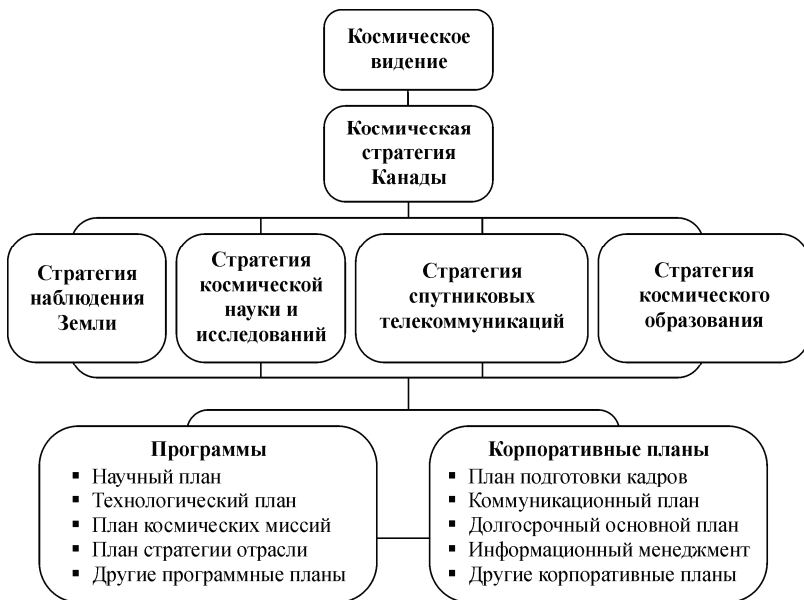 Космическое
видение
Космическая
стратегия
Канады
Стратегия
наблюдения
Земли
Стратегия
космической
науки и
исследований
Стратегия
спутниковых
телекоммуникаций
Стратегия
космического
образования
Программы
▪ Научный план
▪ Технологический план
▪ План космических миссий
▪ План стратегии отрасли
▪ Другие программные планы
Корпоративные планы
▪ План подготовки кадров
▪ Коммуникационный план
▪ Долгосрочный основной план
▪ Информационный менеджмент
▪ Другие корпоративные планы